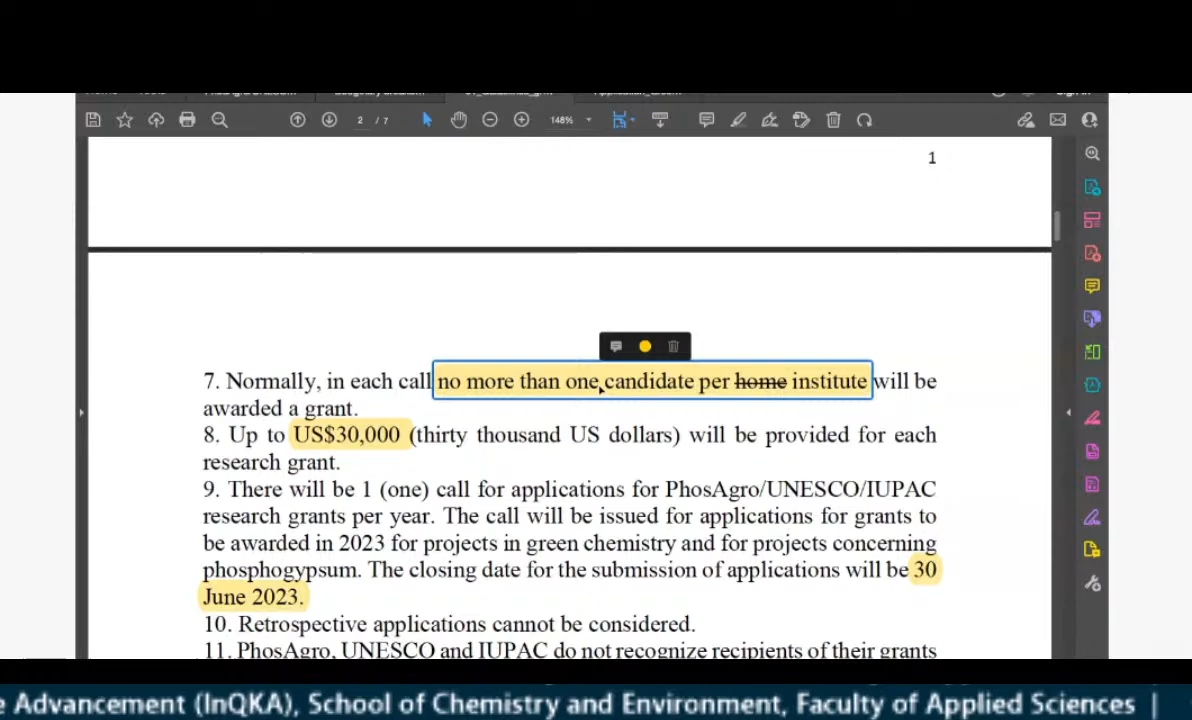 2 / 7
148%
1
7. Normally, in each call no more than one candidate per home institute will be
awarded a grant.
8. Up to US$30,000 (thirty thousand US dollars) will be provided for each
research grant.
9. There will be 1 (one) call for applications for PhosAgro/UNESCO/IUPAC
research grants per year. The call will be issued for applications for grants to
be awarded in 2023 for projects in green chemistry and for projects concerning
phosphogypsum. The closing date for the submission of applications will be 30
June 2023.
10. Retrospective applications cannot be considered.
11. PhosAgro, UNESCO and IUPAC do not recognize recipients of their grants
e Advancement (InQKA), School of Chemistry and Environment, Faculty of Applied Sciences |